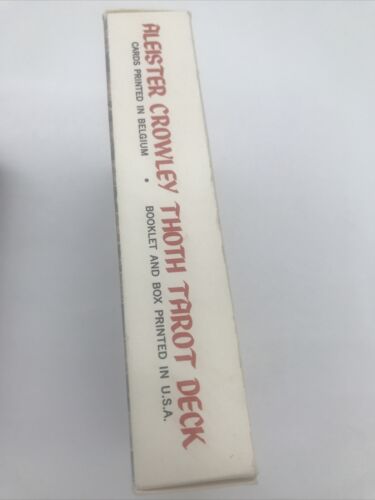 ALEISTER CROWLEY THOTH TAROT DECK
CARDS PRINTED IN BELGIUM • BOOKLET AND BOX PRINTED IN U.S.A.